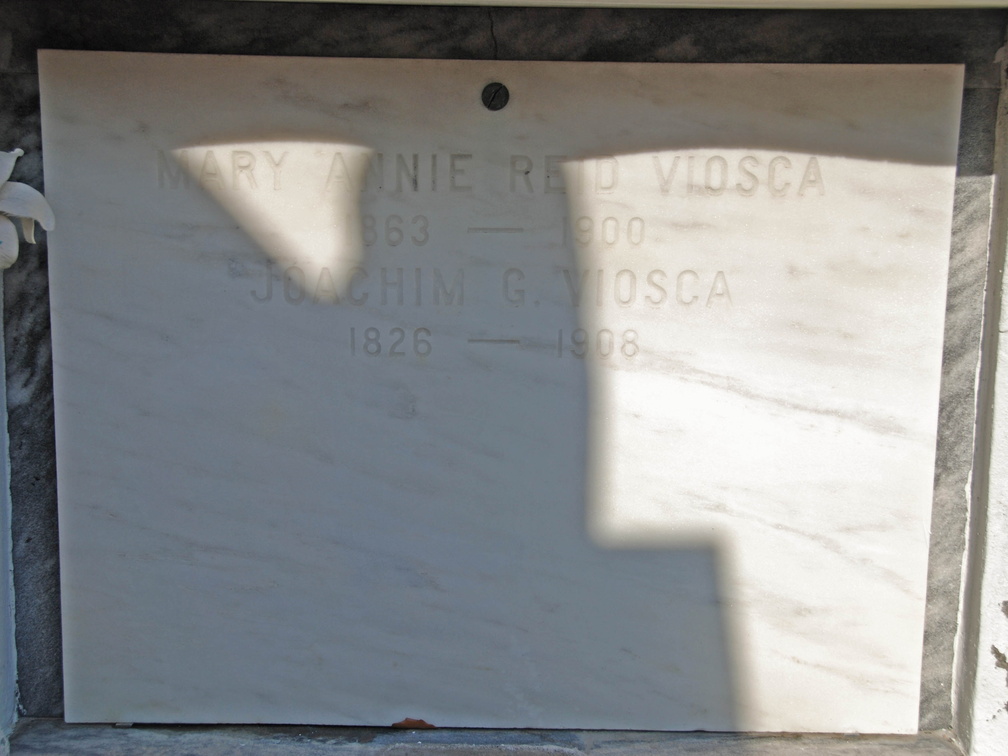 MARY ANNIE REID VIOSCA
1863 — 1900
JOACHIM G. VIOSCA
1826 — 1908